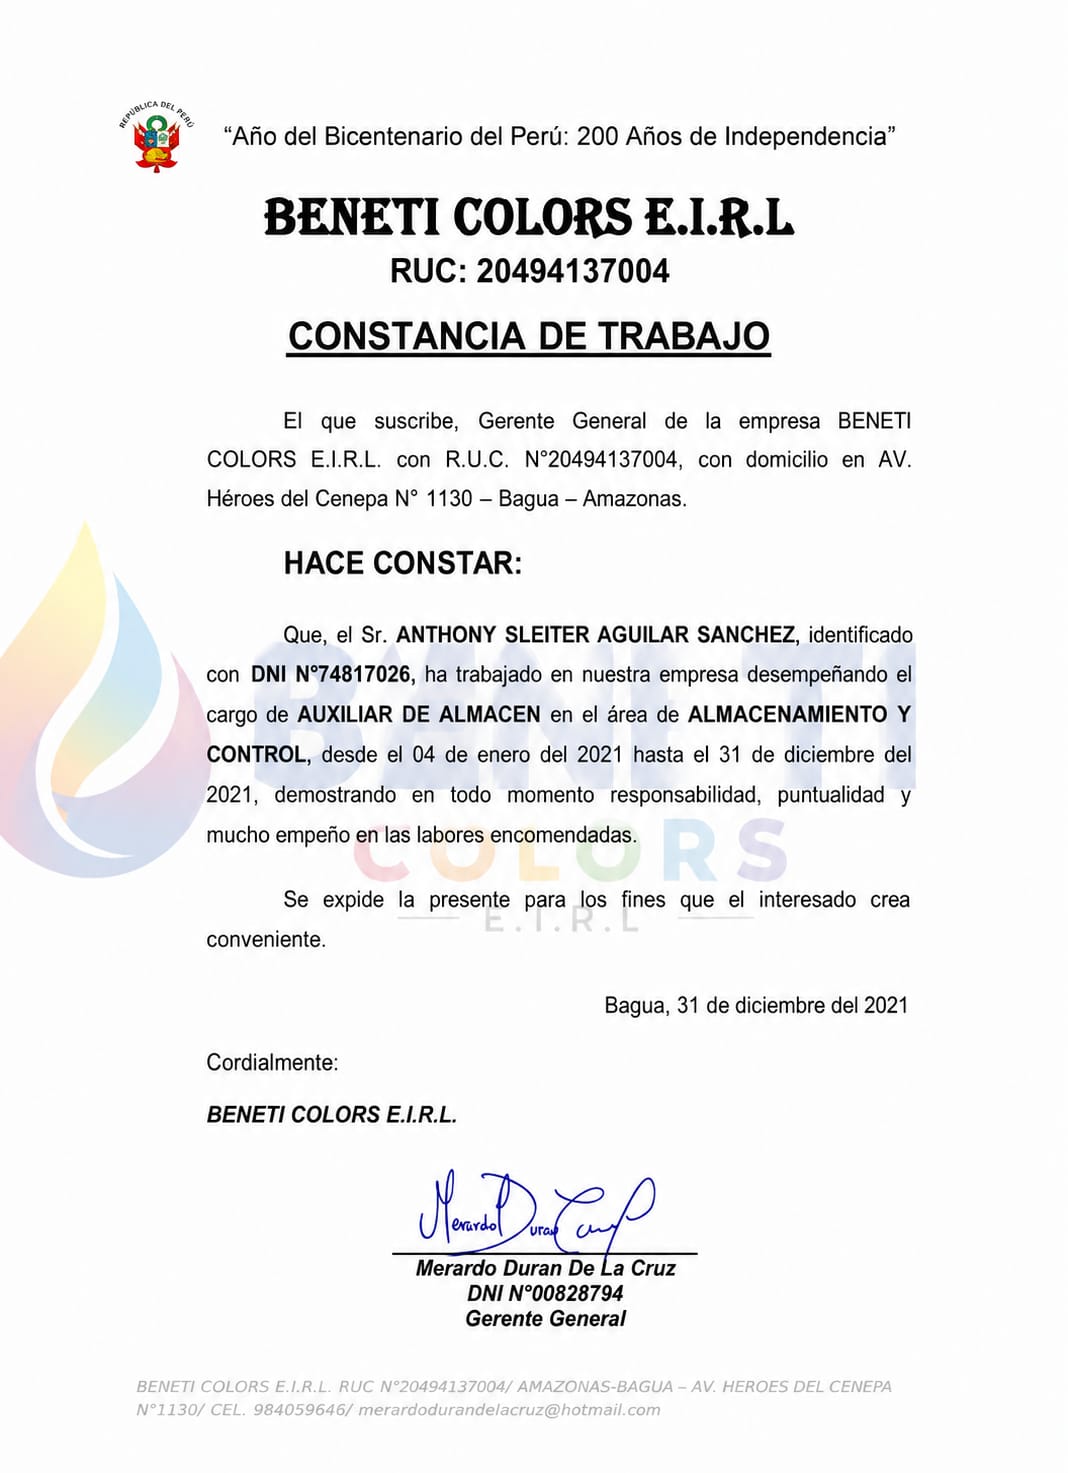 REPÚBLICA DEL PERÚ
“Año del Bicentenario del Perú: 200 Años de Independencia”
BENETI COLORS E.I.R.L
RUC: 20494137004
CONSTANCIA DE TRABAJO
El que suscribe, Gerente General de la empresa BENETI
COLORS E.I.R.L. con R.U.C. N°20494137004, con domicilio en AV.
Héroes del Cenepa N° 1130 – Bagua – Amazonas.
HACE CONSTAR:
Que, el Sr. ANTHONY SLEITER AGUILAR SANCHEZ, identificado
con DNI N°74817026, ha trabajado en nuestra empresa desempeñando el
cargo de AUXILIAR DE ALMACEN en el área de ALMACENAMIENTO Y
CONTROL, desde el 04 de enero del 2021 hasta el 31 de diciembre del
2021, demostrando en todo momento responsabilidad, puntualidad y
mucho empeño en las labores encomendadas.
BENETI
COLORS
E.I.R.L
Se expide la presente para los fines que el interesado crea
conveniente.
Bagua, 31 de diciembre del 2021
Cordialmente:
BENETI COLORS E.I.R.L.
Merardo Duran
Merardo Duran De La Cruz
DNI N°00828794
Gerente General
BENETI COLORS E.I.R.L. RUC N°20494137004/ AMAZONAS-BAGUA – AV. HEROES DEL CENEPA
N°1130/ CEL. 984059646/ merardodurandelacruz@hotmail.com